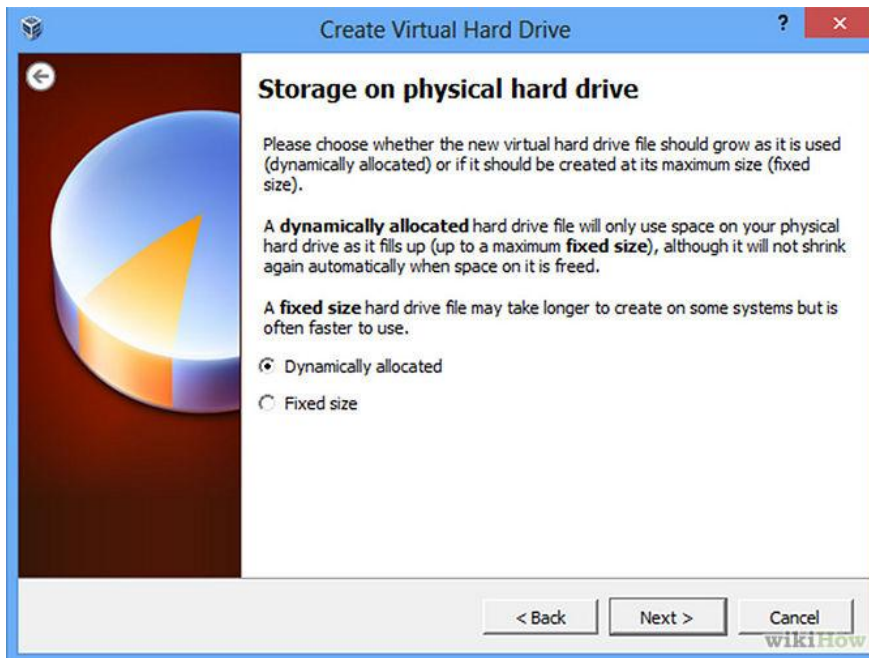 Create Virtual Hard Drive
?
Storage on physical hard drive
Please choose whether the new virtual hard drive file should grow as it is used
(dynamically allocated) or if it should be created at its maximum size (fixed
size).
A dynamically allocated hard drive file will only use space on your physical
hard drive as it fills up (up to a maximum fixed size), although it will not shrink
again automatically when space on it is freed.
A fixed size hard drive file may take longer to create on some systems but is
often faster to use.
Dynamically allocated
Fixed size
< Back Next > Cancel
wikiHow